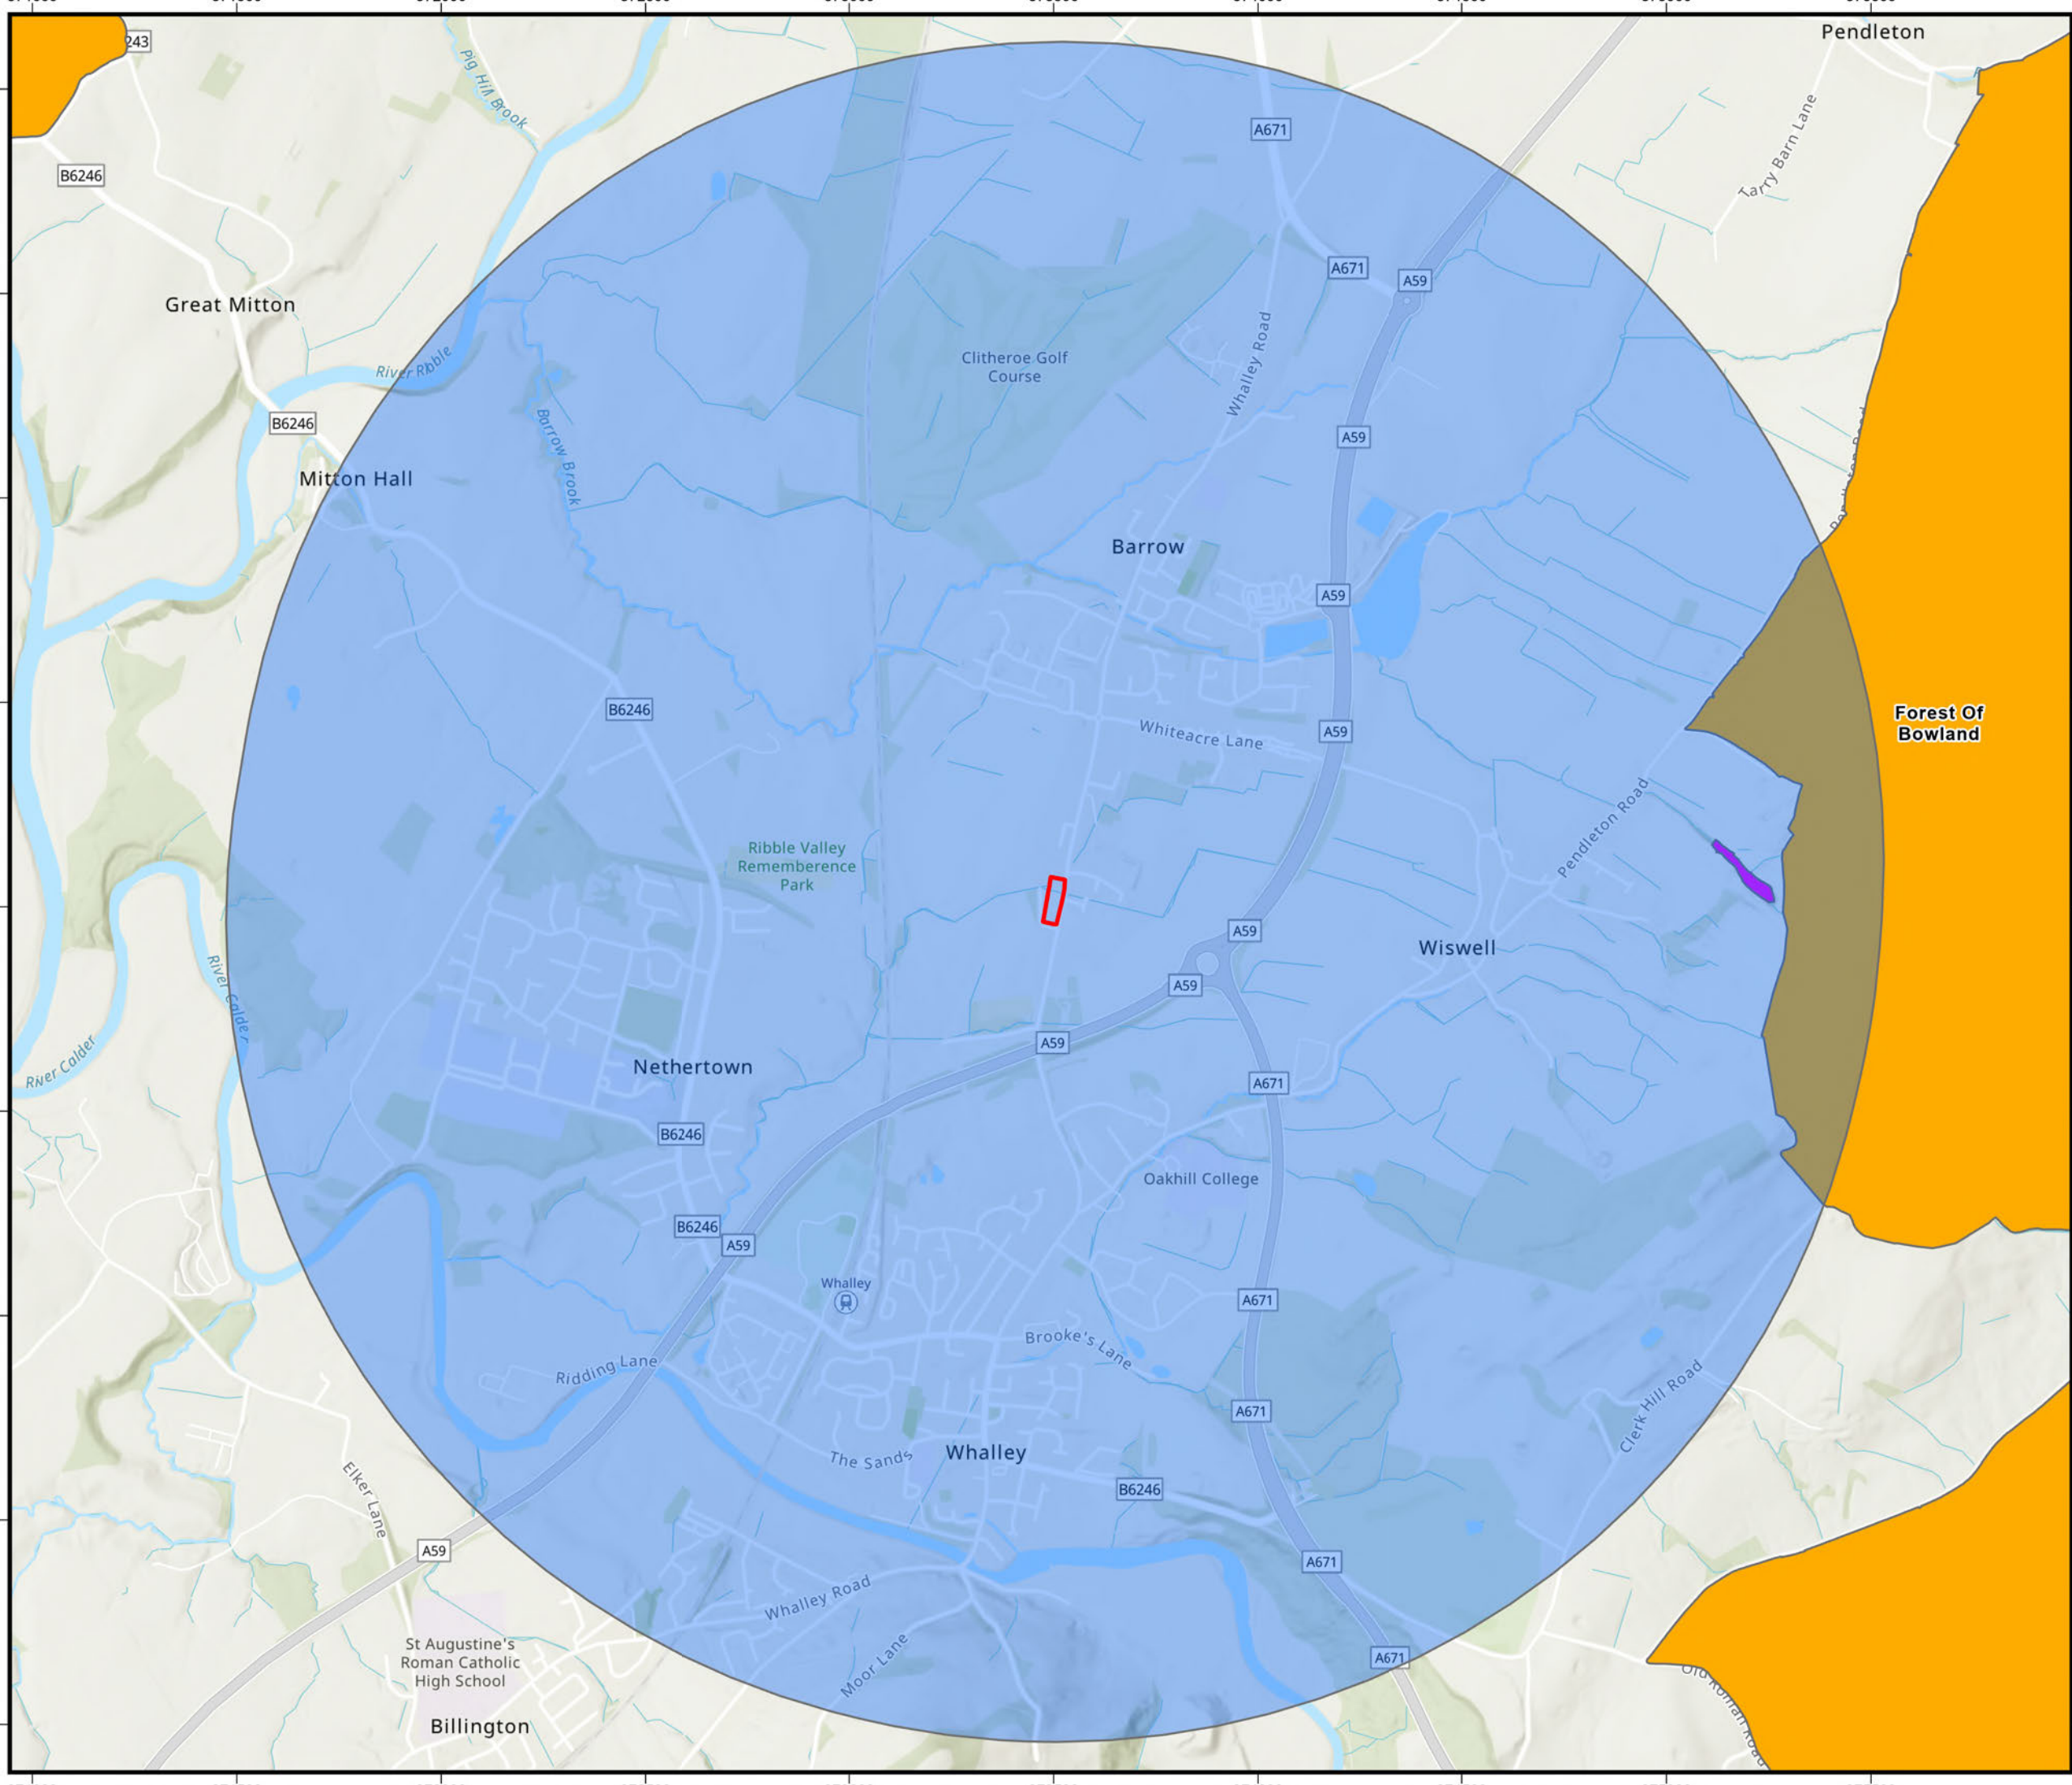 Pendleton
243
Pig Hill Brook
A671
B6246
Tarry Barn Lane
A671
A59
Great Mitton
River Ribble
Clitheroe Golf
Course
Whalley Road
B6246
A59
Barrow Brook
Mitton Hall
Barrow
A59
B6246
Forest Of
Bowland
Whiteacre Lane
A59
Pendleton Road
Ribble Valley
Rememberence
Park
A59
Wiswell
River Calder
A59
River Calder
A59
Nethertown
A671
B6246
Oakhill College
B6246
A59
Whalley
A671
Brooke's Lane
Ridding Lane
Clerk Hill Road
A671
The Sands
Whalley
B6246
Elker Lane
A59
A671
Whalley Road
St Augustine's
Roman Catholic
High School
Moor Lane
A671
Old Roman Road
Billington